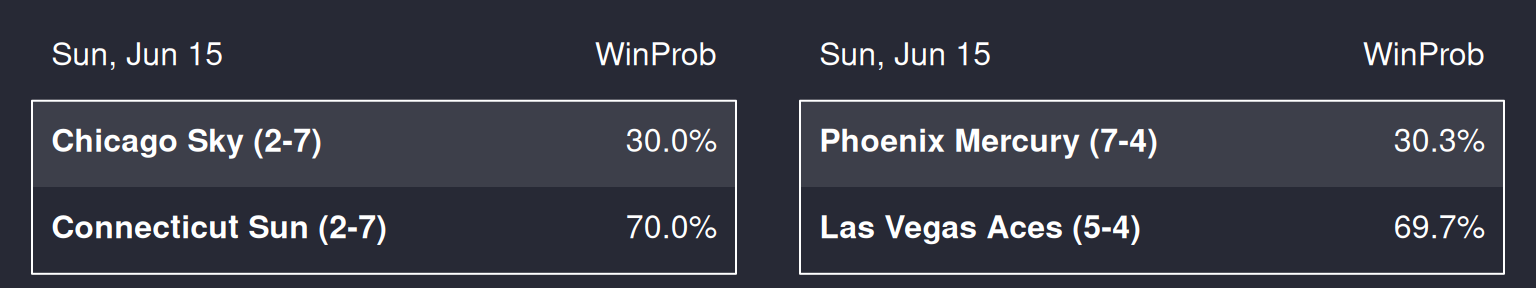 Sun, Jun 15 WinProb
Chicago Sky (2-7) 30.0%
Connecticut Sun (2-7) 70.0%
Sun, Jun 15 WinProb
Phoenix Mercury (7-4) 30.3%
Las Vegas Aces (5-4) 69.7%